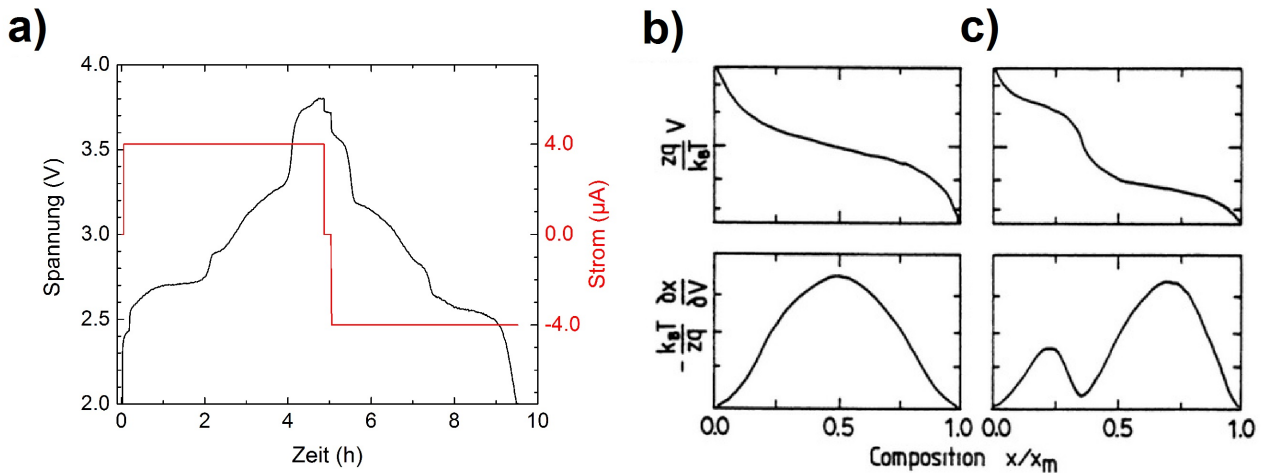 a)
4.0
3.5
3.0
2.5
2.0
Spannung (V)
0 2 4 6 8 10
Zeit (h)
4.0
0.0
-4.0
Strom (µA)
b)
c)
zq/k_BT V
- k_BT/zq ∂x/∂V
0.0 0.5 1.0
0.0 0.5 1.0
Composition x/x_m